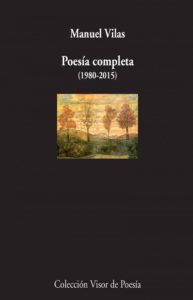 Manuel Vilas
Poesía completa
(1980-2015)
Colección Visor de Poesía